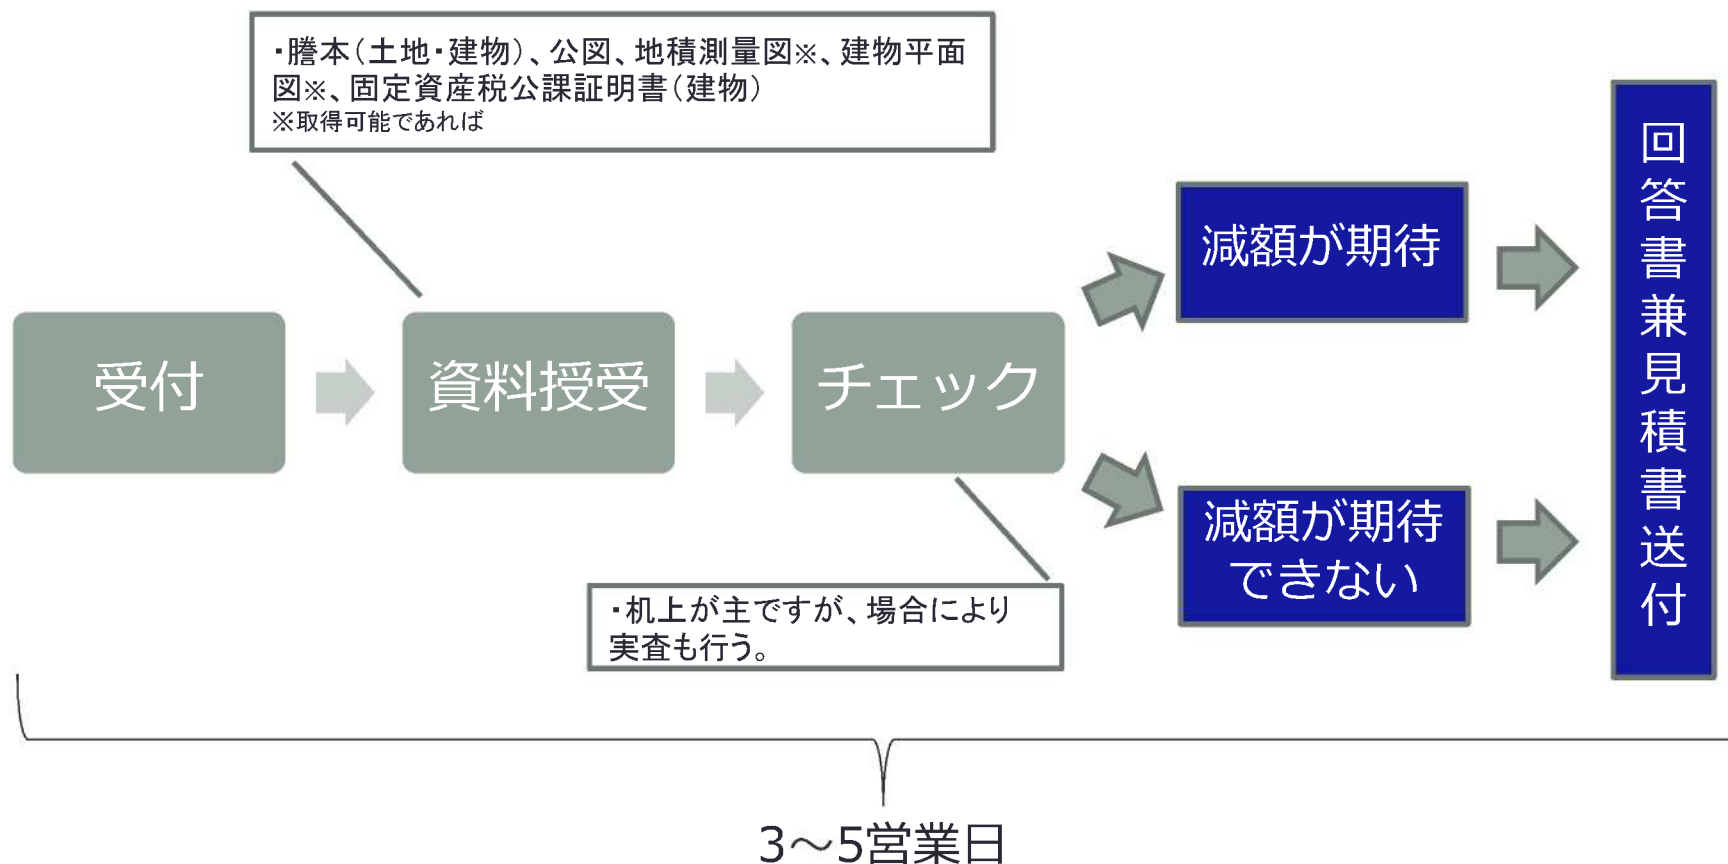 ・謄本（土地・建物）、公図、地積測量図※、建物平面
図※、固定資産税公課証明書（建物）
※取得可能であれば
受付
資料授受
チェック
・机上が主ですが、場合により
実査も行う。
減額が期待
減額が期待
できない
回答書兼見積書送付
3～5営業日